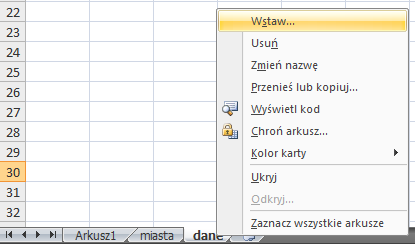 22
23
24
25
26
27
28
29
30
31
32
Wstaw...
Usuń
Zmień nazwę
Przenieś lub kopiuj...
Wyświetl kod
Chroń arkusz...
Kolor karty
Ukryj
Odkryj...
Zaznacz wszystkie arkusze
Arkusz1 miasta dane